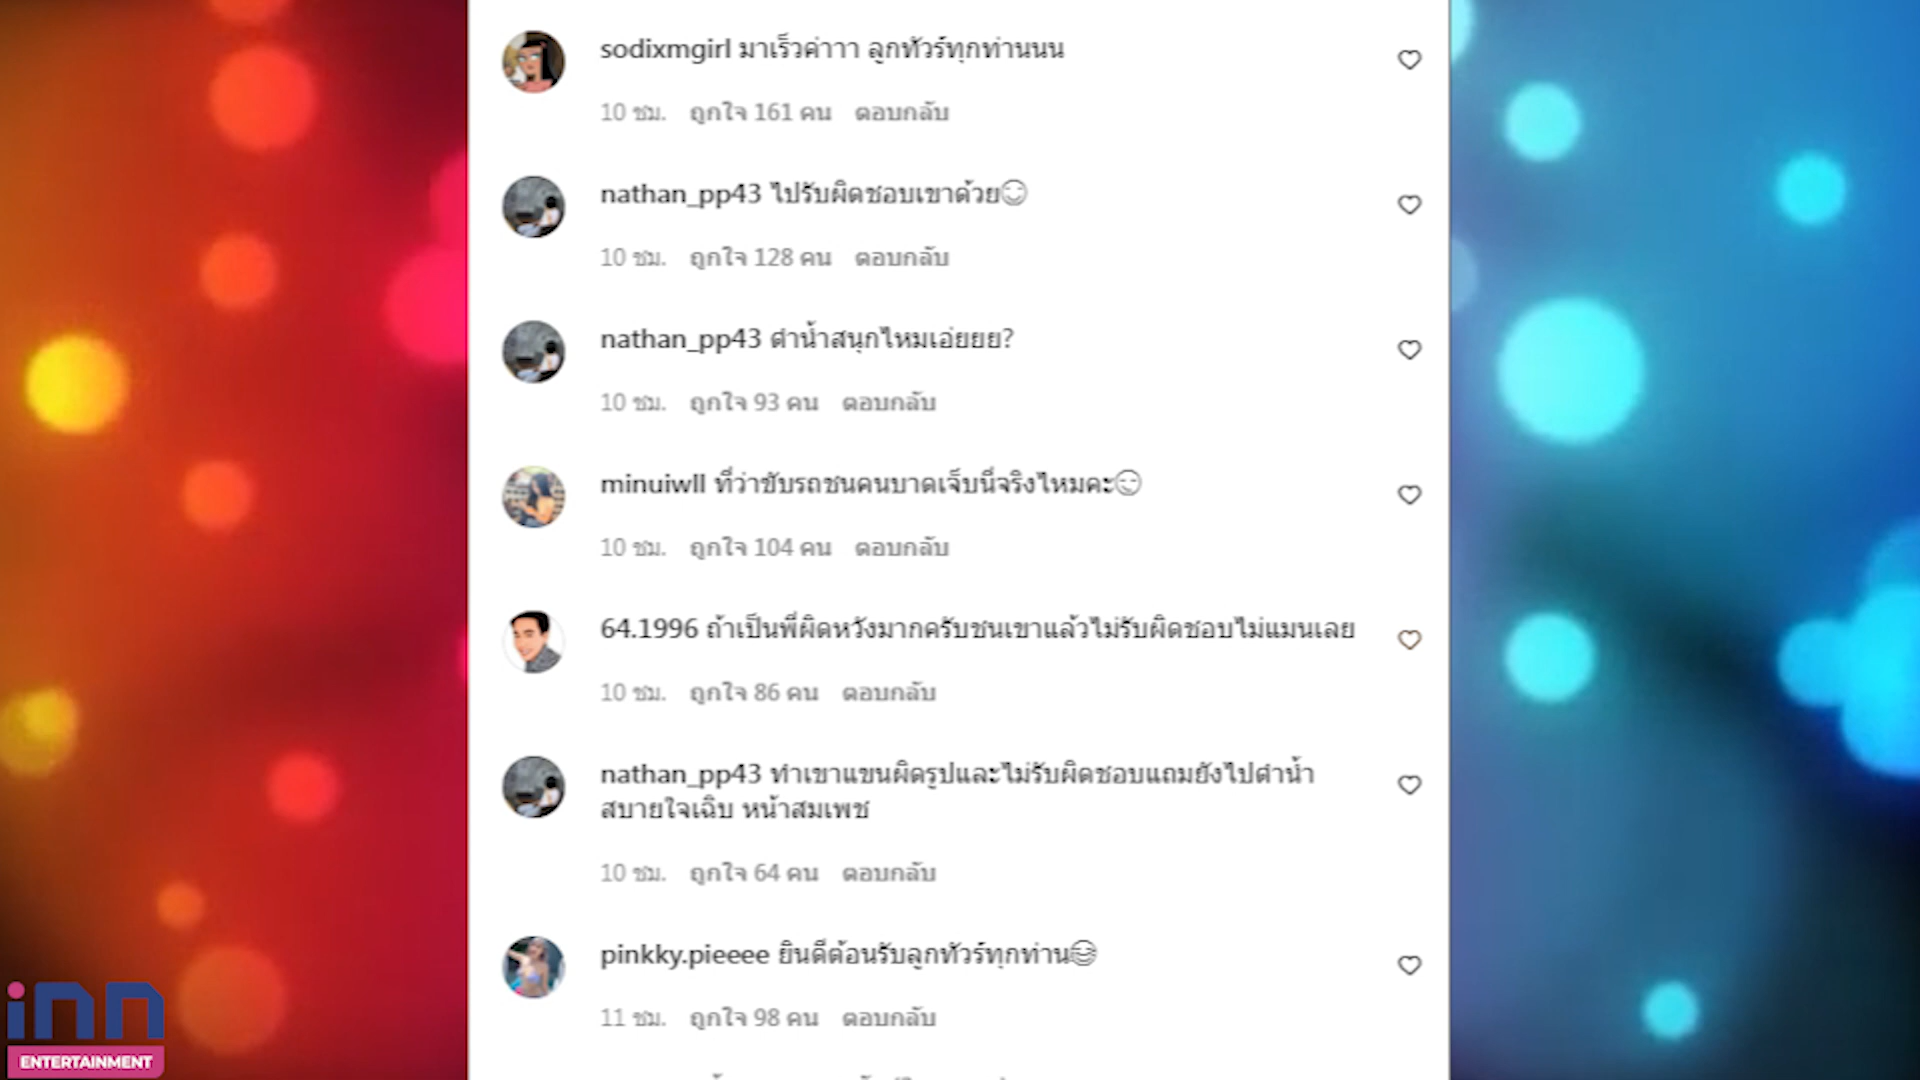 sodixmgirl มาเร็วค่าาา ลูกทัวร์ทุกท่านนน
10 ชม. ถูกใจ 161 คน ตอบกลับ
nathan_pp43 ไปรับผิดชอบเขาด้วย😏
10 ชม. ถูกใจ 128 คน ตอบกลับ
nathan_pp43 ดำน้ำสนุกไหมเอ่ยยย?
10 ชม. ถูกใจ 93 คน ตอบกลับ
minuiwll ที่ว่าขับรถชนคนบาดเจ็บนี่จริงไหมคะ😏
10 ชม. ถูกใจ 104 คน ตอบกลับ
64.1996 ถ้าเป็นพี่ผิดหวังมากครับชนเขาแล้วไม่รับผิดชอบไม่แมนเลย
10 ชม. ถูกใจ 86 คน ตอบกลับ
nathan_pp43 ทำเขาแขนผิดรูปและไม่รับผิดชอบแถมยังไปดำน้ำ
สบายใจเฉิบ หน้าสมเพช
10 ชม. ถูกใจ 64 คน ตอบกลับ
pinkky.pieeee ยินดีต้อนรับลูกทัวร์ทุกท่าน😂
11 ชม. ถูกใจ 98 คน ตอบกลับ
inn
ENTERTAINMENT